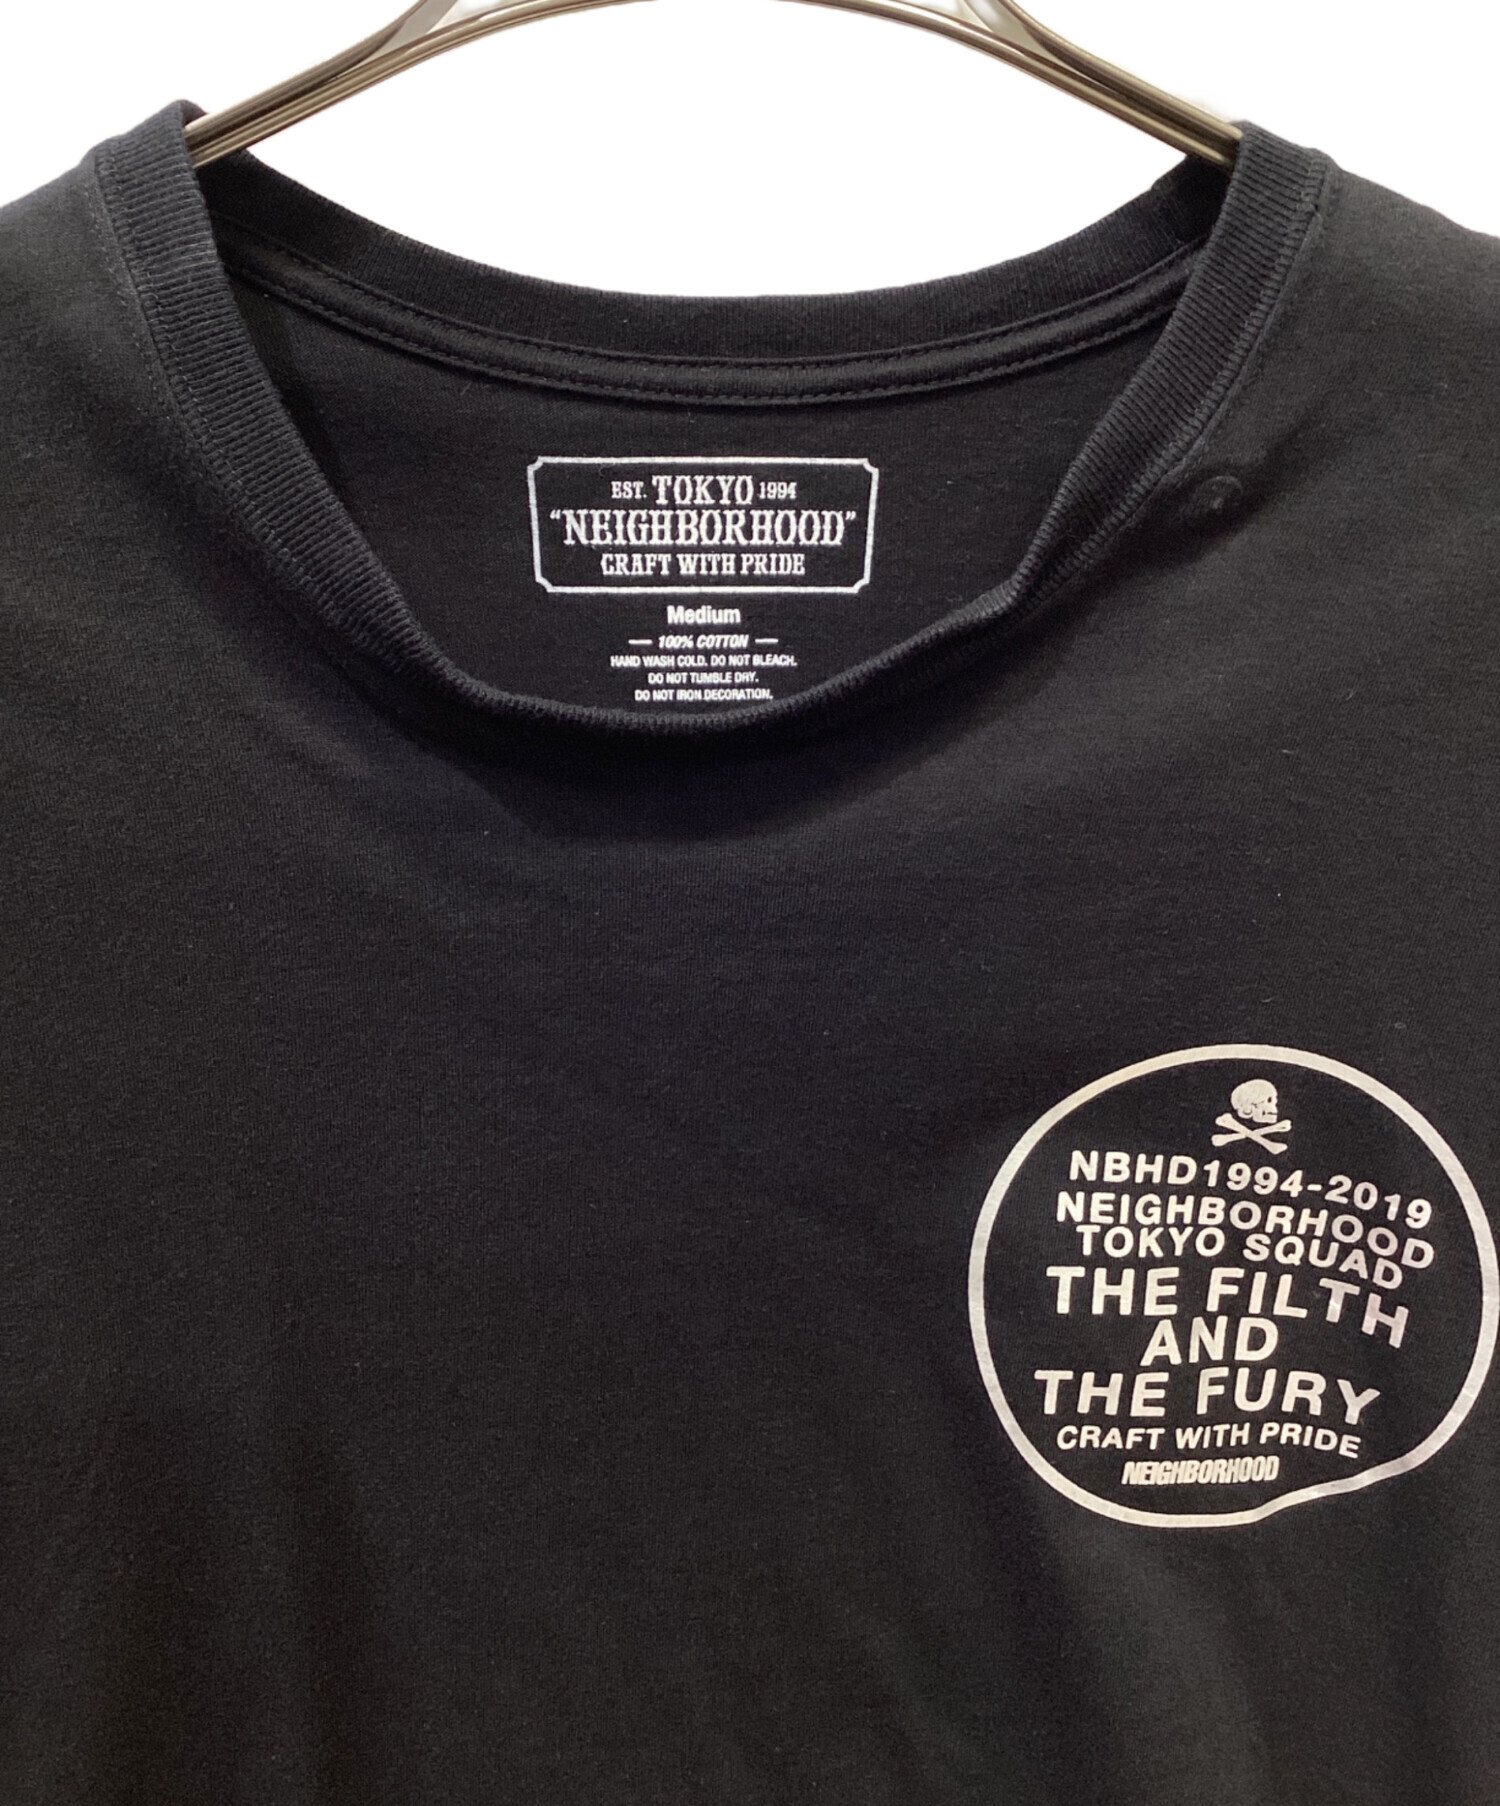 EST. TOKYO 1994
"NEIGHBORHOOD"
CRAFT WITH PRIDE
Medium
— 100% COTTON —
HAND WASH COLD. DO NOT BLEACH.
DO NOT TUMBLE DRY.
DO NOT IRON DECORATION.
NBHD1994-2019
NEIGHBORHOOD
TOKYO SQUAD
THE FILTH
AND
THE FURY
CRAFT WITH PRIDE
NEIGHBORHOOD